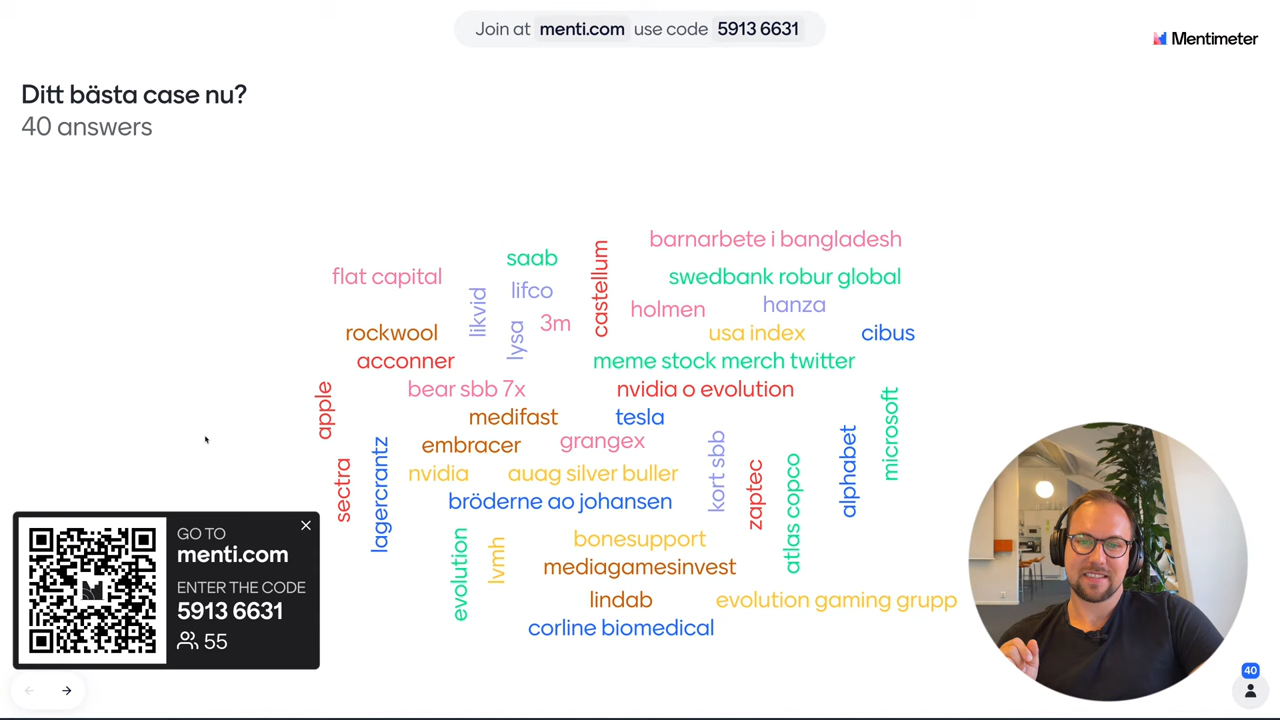 Join at menti.com use code 5913 6631
Mentimeter
Ditt bästa case nu?
40 answers
barnarbete i bangladesh
saab
castellum
flat capital
swedbank robur global
lifco
likvid
hanza
holmen
3m
lysa
rockwool
usa index
cibus
acconner
meme stock merch twitter
apple
bear sbb 7x
nvidia o evolution
microsoft
medifast
tesla
embracer
grangex
kort sbb
alphabet
sectra
lagercrantz
nvidia
auag silver buller
zaptec
atlas copco
bröderne ao johansen
evolution
lvmh
bonesupport
mediagamesinvest
lindab
evolution gaming grupp
corline biomedical
GO TO
menti.com
ENTER THE CODE
5913 6631
55
40